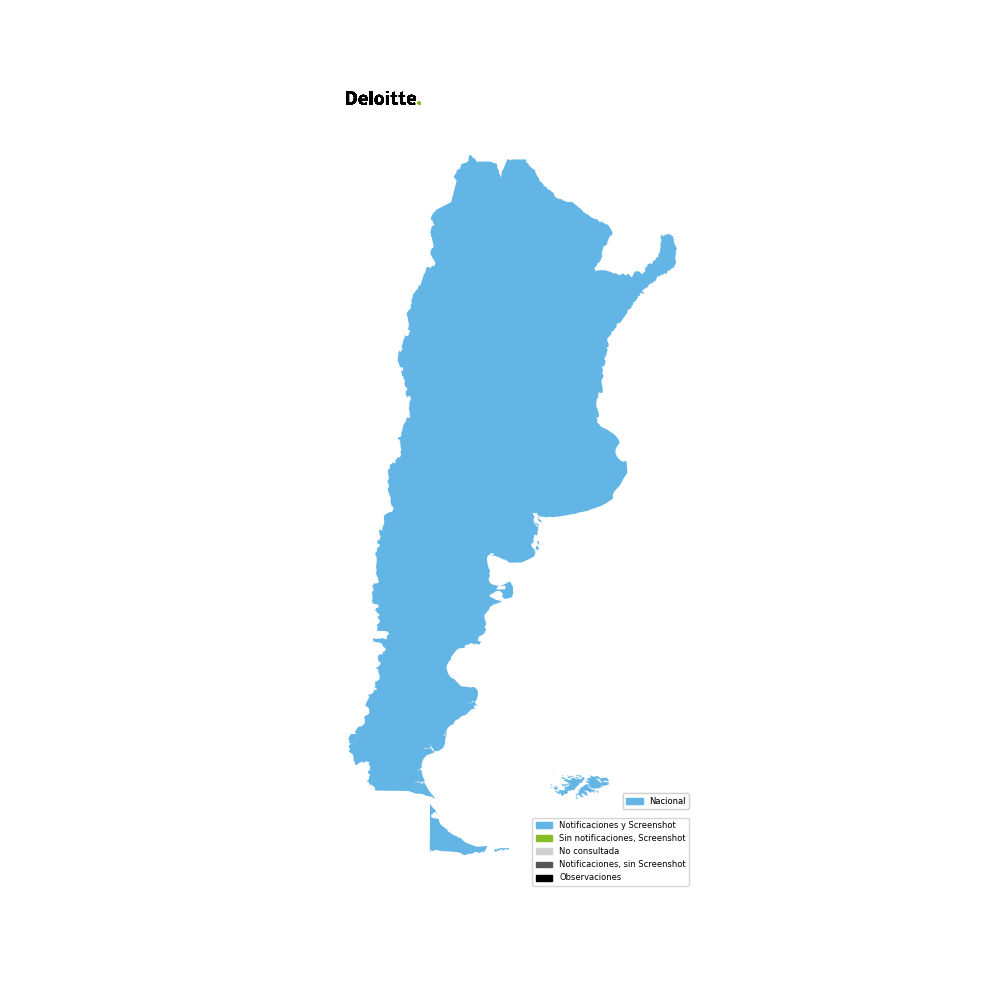 Deloitte.
Nacional
Notificaciones y Screenshot
Sin notificaciones, Screenshot
No consultada
Notificaciones, sin Screenshot
Observaciones